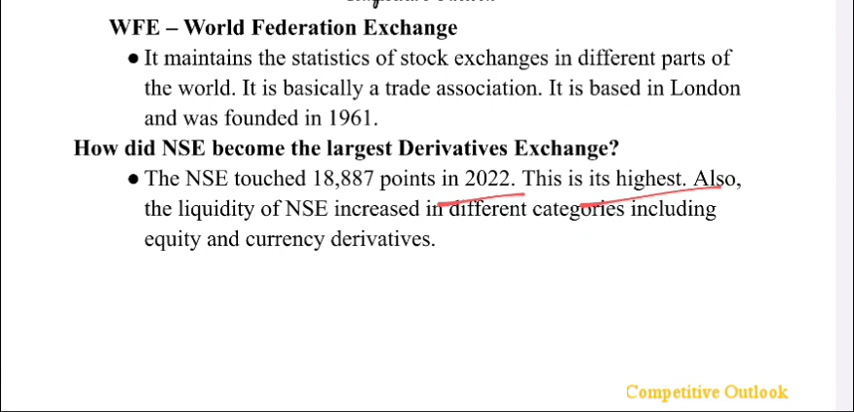 WFE – World Federation Exchange
● It maintains the statistics of stock exchanges in different parts of
the world. It is basically a trade association. It is based in London
and was founded in 1961.
How did NSE become the largest Derivatives Exchange?
● The NSE touched 18,887 points in 2022. This is its highest. Also,
the liquidity of NSE increased in different categories including
equity and currency derivatives.
Competitive Outlook